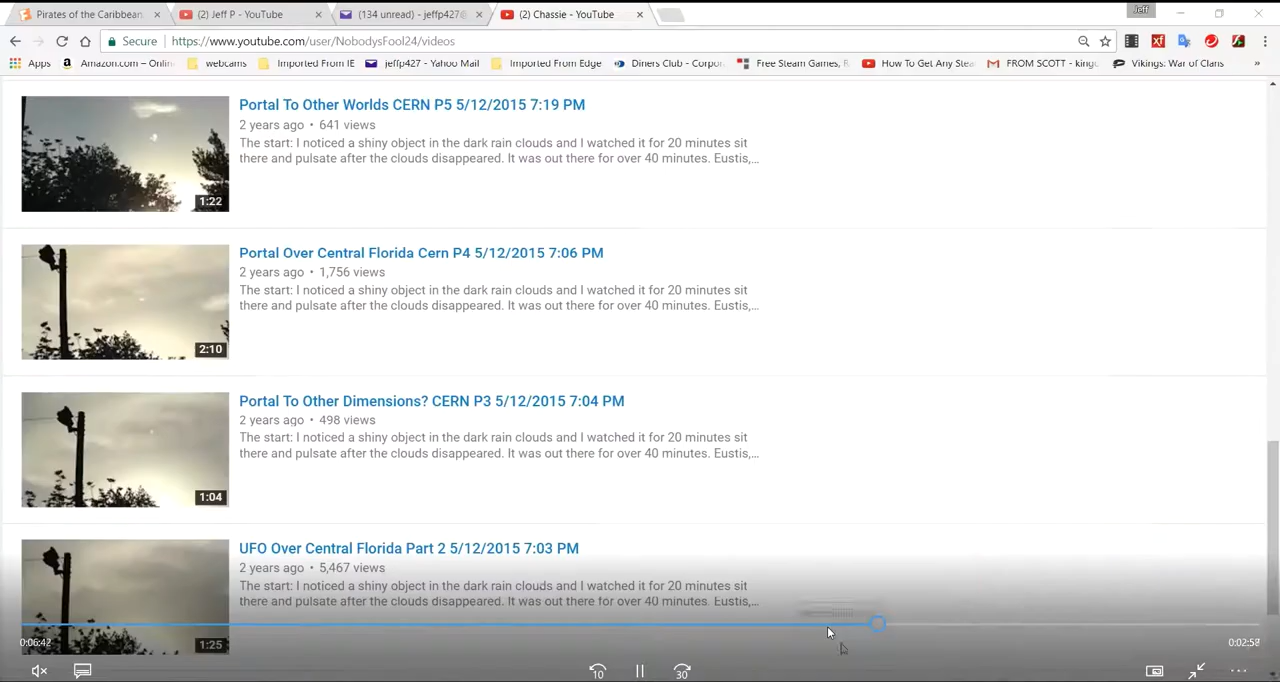 Pirates of the Caribbean
(2) Jeff P - YouTube
(134 unread) - jeffp427@
(2) Chassie - YouTube
Jeff
Secure
https://www.youtube.com/user/NobodysFool24/videos
Apps
Amazon.com – Onlin
webcams
Imported From IE
jeffp427 - Yahoo Mail
Imported From Edge
Diners Club - Corpor
Free Steam Games, R
How To Get Any Stea
FROM SCOTT - king
Vikings: War of Clans
»
Portal To Other Worlds CERN P5 5/12/2015 7:19 PM
2 years ago • 641 views
The start: I noticed a shiny object in the dark rain clouds and I watched it for 20 minutes sit
there and pulsate after the clouds disappeared. It was out there for over 40 minutes. Eustis,...
1:22
Portal Over Central Florida Cern P4 5/12/2015 7:06 PM
2 years ago • 1,756 views
The start: I noticed a shiny object in the dark rain clouds and I watched it for 20 minutes sit
there and pulsate after the clouds disappeared. It was out there for over 40 minutes. Eustis,...
2:10
Portal To Other Dimensions? CERN P3 5/12/2015 7:04 PM
2 years ago • 498 views
The start: I noticed a shiny object in the dark rain clouds and I watched it for 20 minutes sit
there and pulsate after the clouds disappeared. It was out there for over 40 minutes. Eustis,...
1:04
UFO Over Central Florida Part 2 5/12/2015 7:03 PM
2 years ago • 5,467 views
The start: I noticed a shiny object in the dark rain clouds and I watched it for 20 minutes sit
there and pulsate after the clouds disappeared. It was out there for over 40 minutes. Eustis,...
1:25
0:06:42
0:02:58
10
30